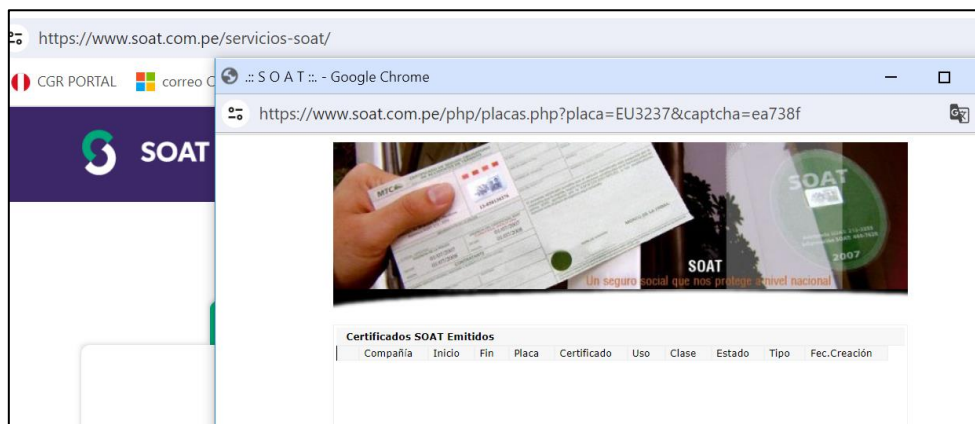 https://www.soat.com.pe/servicios-soat/
CGR PORTAL
correo C
.:: S O A T ::. - Google Chrome
https://www.soat.com.pe/php/placas.php?placa=EU3237&captcha=ea738f
SOAT
MTC
SOAT
2007
SOAT
Un seguro social que nos protege a nivel nacional
Certificados SOAT Emitidos
Compañía Inicio Fin Placa Certificado Uso Clase Estado Tipo Fec.Creación